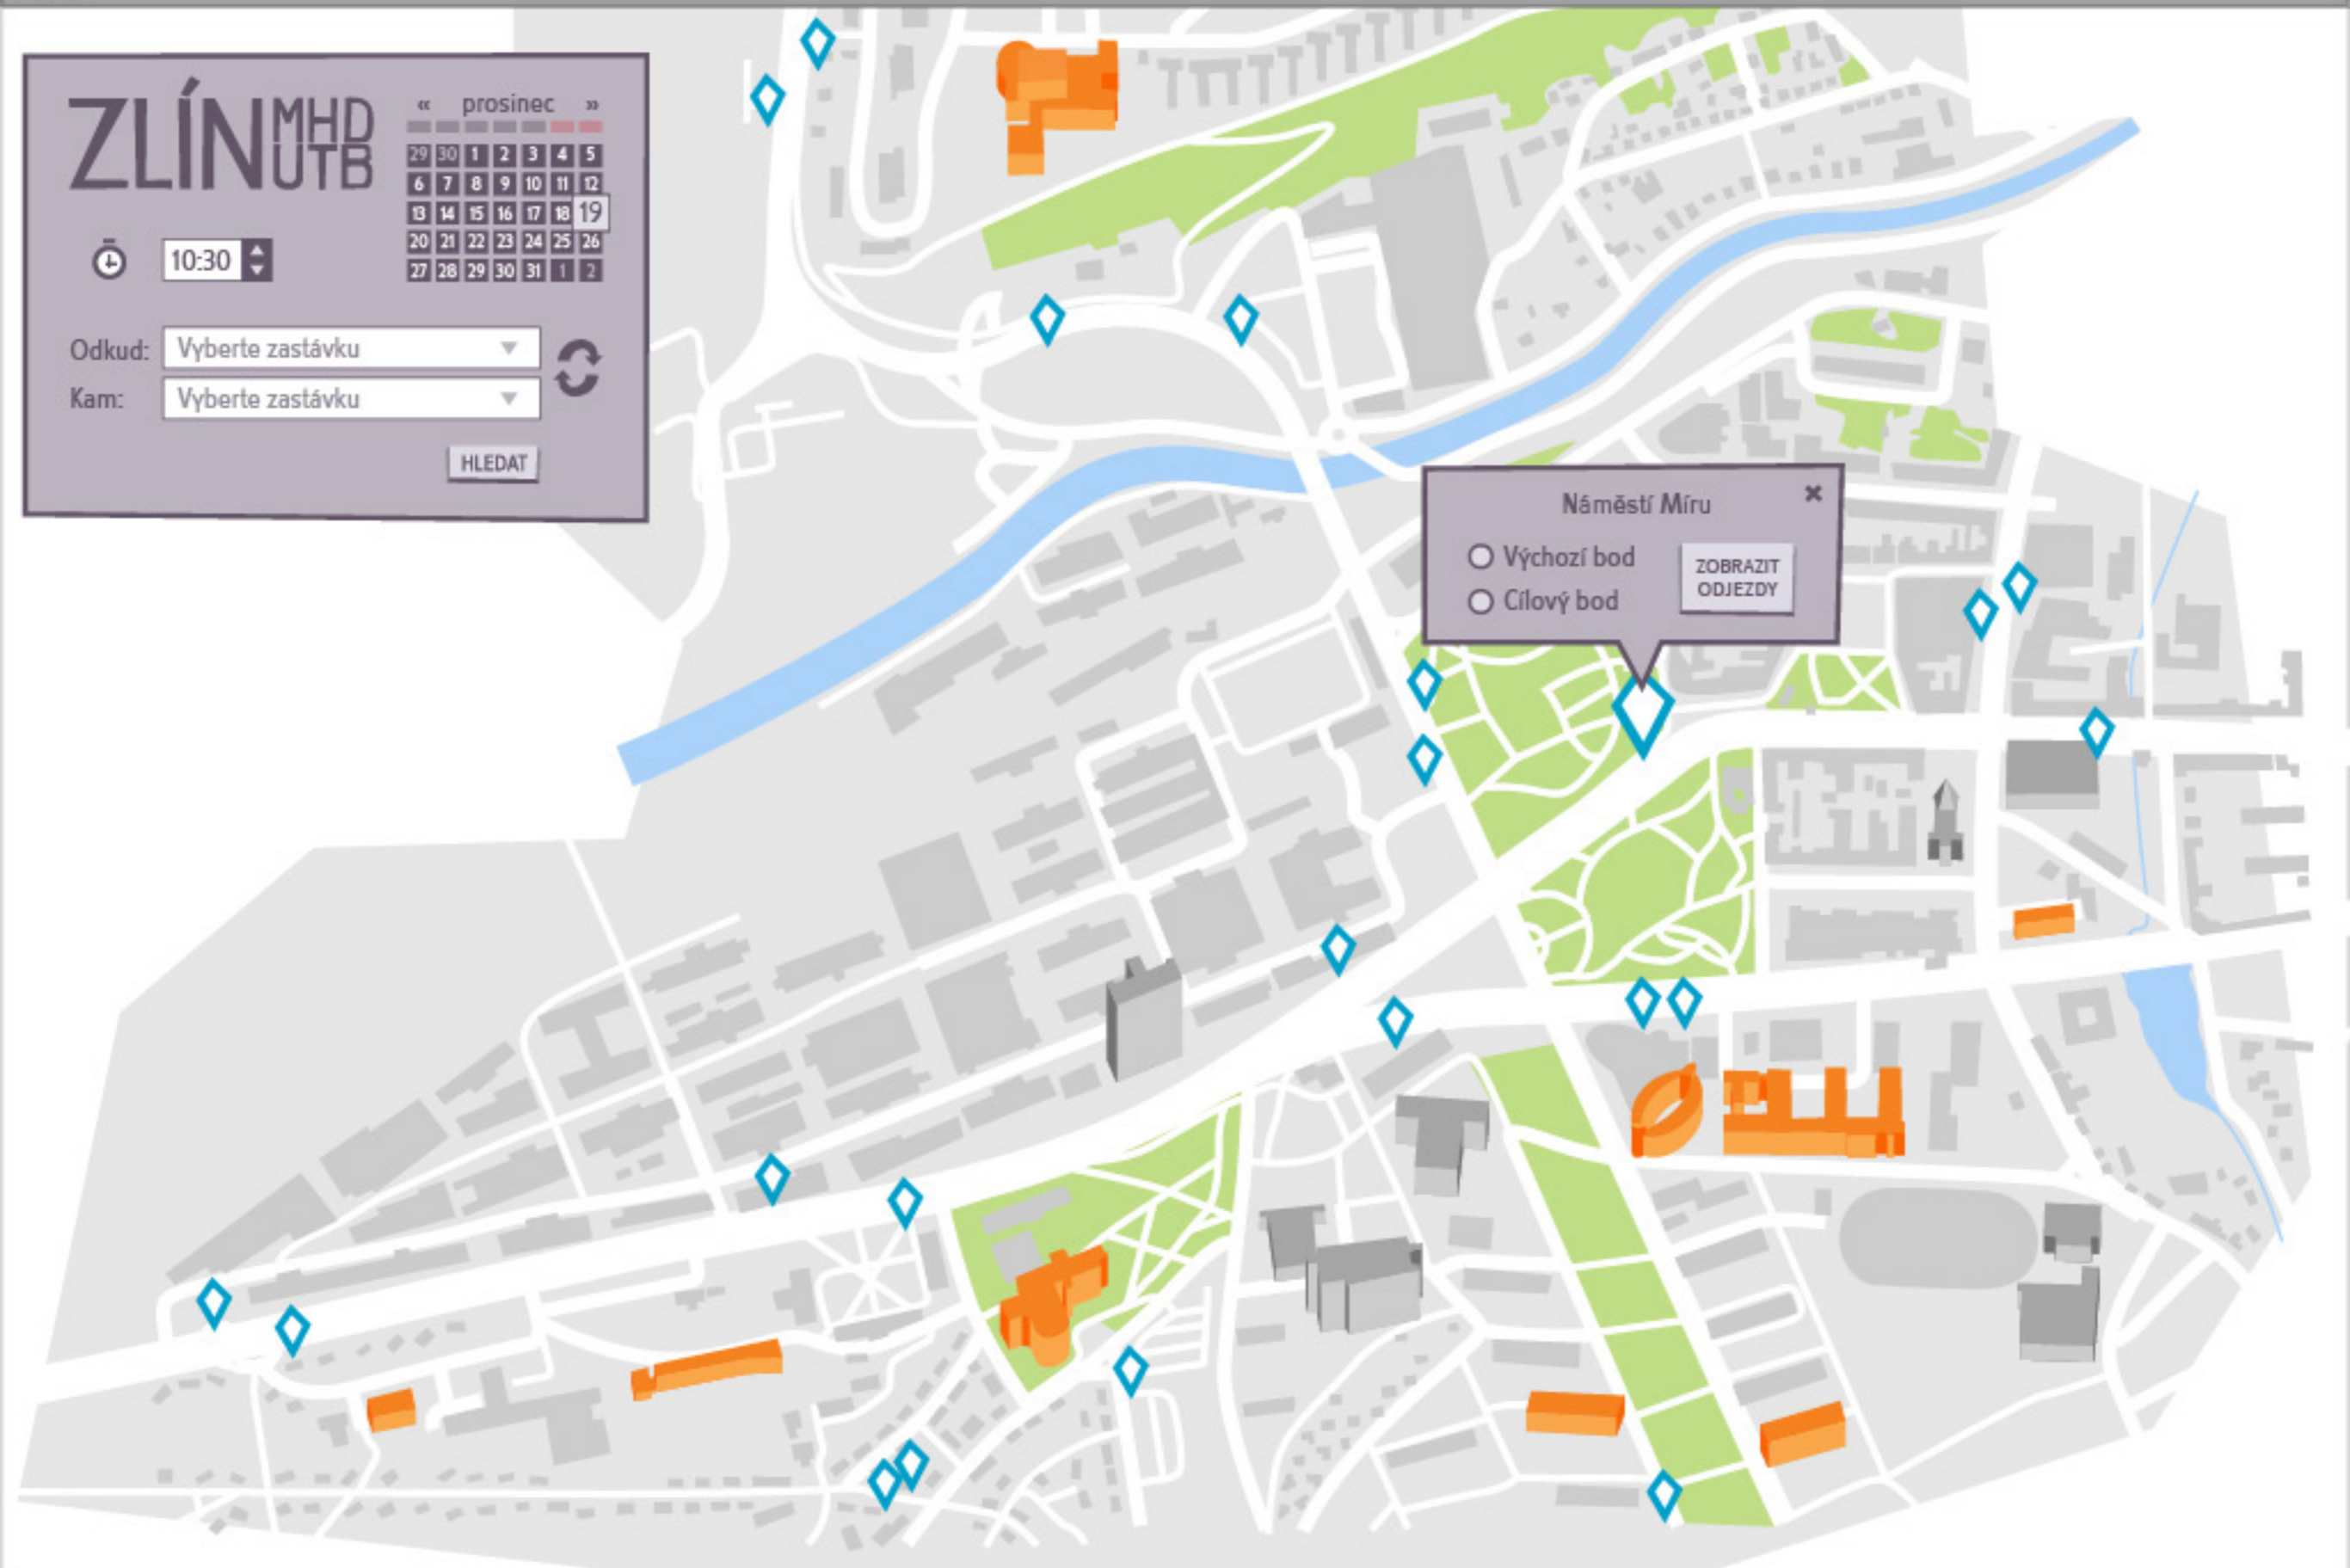 ZLÍN MHD
UTB
« prosinec »
29 30 1 2 3 4 5
6 7 8 9 10 11 12
13 14 15 16 17 18 19
20 21 22 23 24 25 26
27 28 29 30 31 1 2
10:30
Odkud: Vyberte zastávku
Kam: Vyberte zastávku
HLEDAT
Náměstí Míru
Výchozí bod
Cílový bod
ZOBRAZIT
ODJEZDY